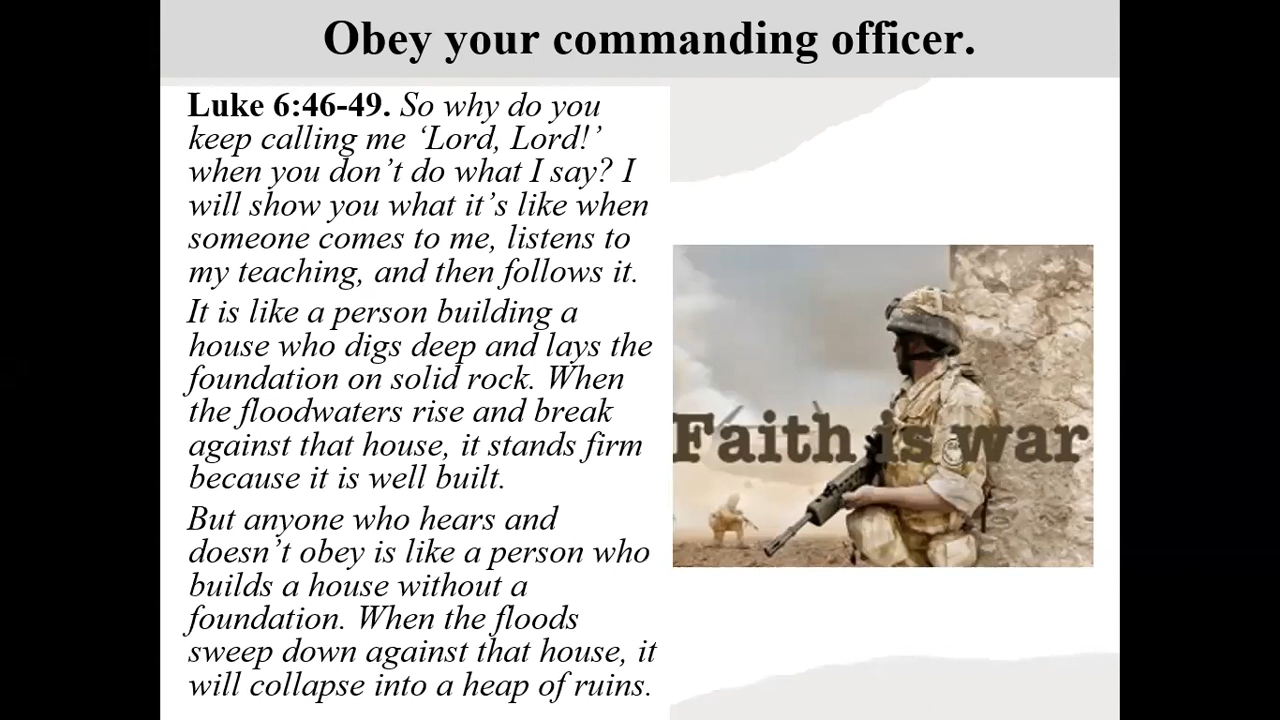 Obey your commanding officer.
Luke 6:46-49. So why do you
keep calling me ‘Lord, Lord!’
when you don’t do what I say? I
will show you what it’s like when
someone comes to me, listens to
my teaching, and then follows it.
It is like a person building a
house who digs deep and lays the
foundation on solid rock. When
the floodwaters rise and break
against that house, it stands firm
because it is well built.
But anyone who hears and
doesn’t obey is like a person who
builds a house without a
foundation. When the floods
sweep down against that house, it
will collapse into a heap of ruins.
Faith is war